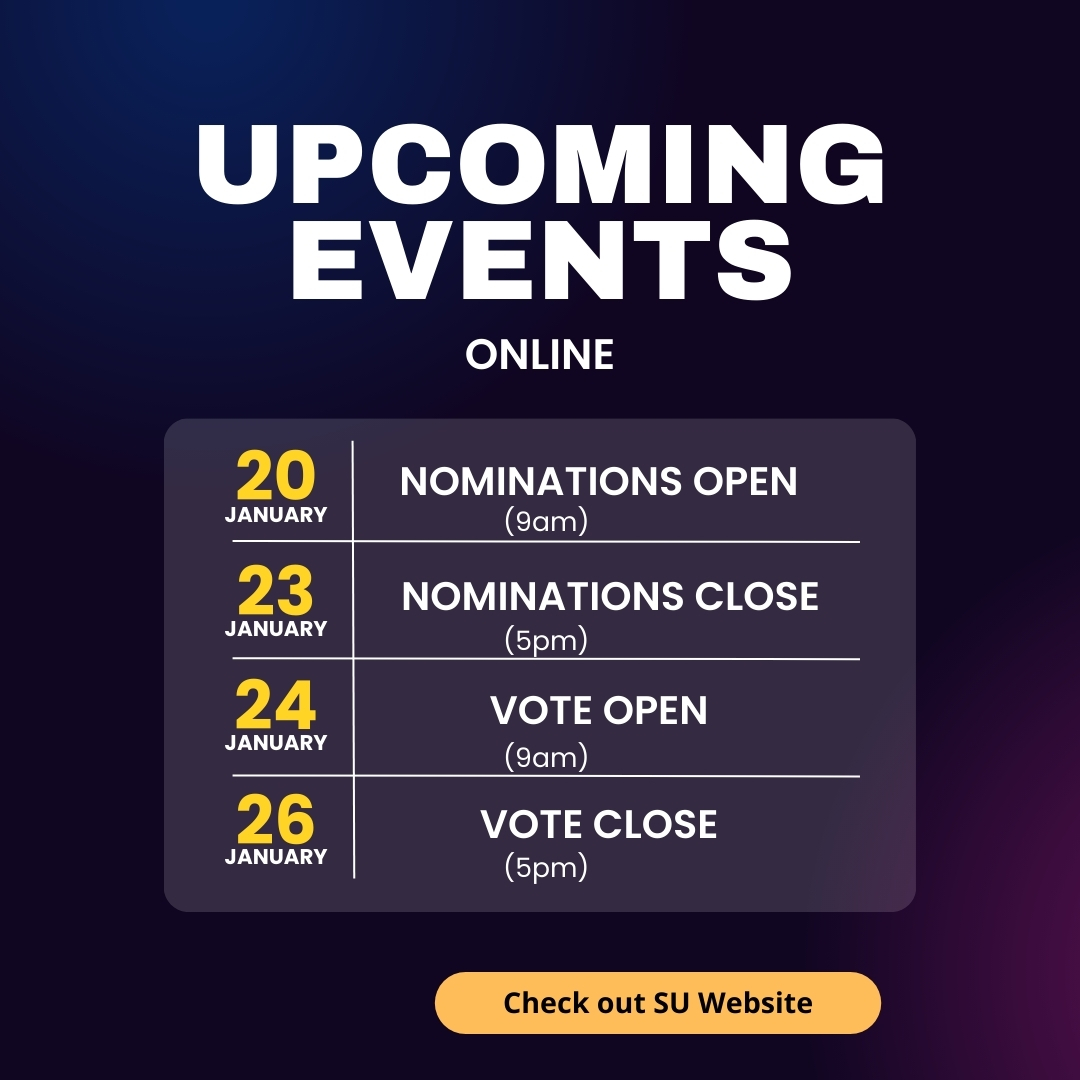 UPCOMING
EVENTS
ONLINE
20
JANUARY
NOMINATIONS OPEN
(9am)
23
JANUARY
NOMINATIONS CLOSE
(5pm)
24
JANUARY
VOTE OPEN
(9am)
26
JANUARY
VOTE CLOSE
(5pm)
Check out SU Website